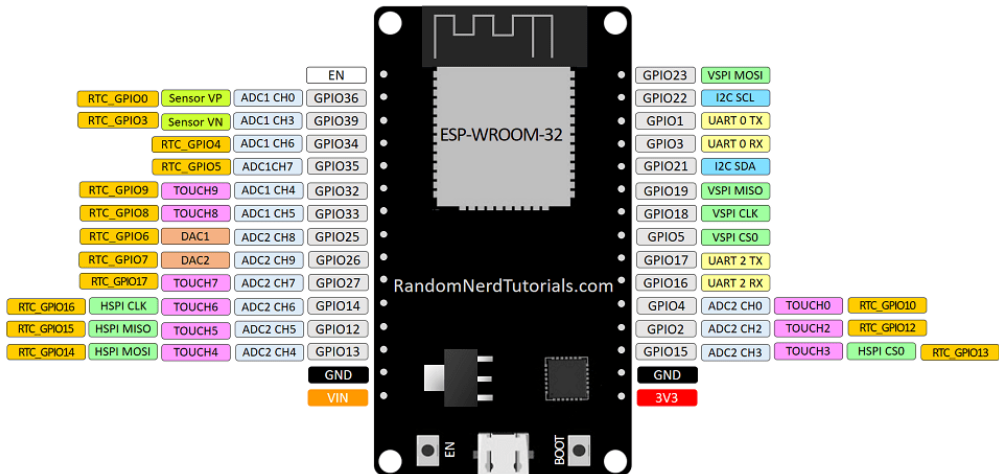 EN GPIO23 VSPI MOSI
RTC_GPIO0 Sensor VP ADC1 CH0 GPIO36 GPIO22 I2C SCL
RTC_GPIO3 Sensor VN ADC1 CH3 GPIO39 GPIO1 UART 0 TX
RTC_GPIO4 ADC1 CH6 GPIO34 ESP-WROOM-32 GPIO3 UART 0 RX
RTC_GPIO5 ADC1CH7 GPIO35 GPIO21 I2C SDA
RTC_GPIO9 TOUCH9 ADC1 CH4 GPIO32 GPIO19 VSPI MISO
RTC_GPIO8 TOUCH8 ADC1 CH5 GPIO33 GPIO18 VSPI CLK
RTC_GPIO6 DAC1 ADC2 CH8 GPIO25 GPIO5 VSPI CS0
RTC_GPIO7 DAC2 ADC2 CH9 GPIO26 GPIO17 UART 2 TX
RTC_GPIO17 TOUCH7 ADC2 CH7 GPIO27 RandomNerdTutorials.com GPIO16 UART 2 RX
RTC_GPIO16 HSPI CLK TOUCH6 ADC2 CH6 GPIO14 GPIO4 ADC2 CH0 TOUCH0 RTC_GPIO10
RTC_GPIO15 HSPI MISO TOUCH5 ADC2 CH5 GPIO12 GPIO2 ADC2 CH2 TOUCH2 RTC_GPIO12
RTC_GPIO14 HSPI MOSI TOUCH4 ADC2 CH4 GPIO13 GPIO15 ADC2 CH3 TOUCH3 HSPI CS0 RTC_GPIO13
GND GND
VIN 3V3
EN BOOT